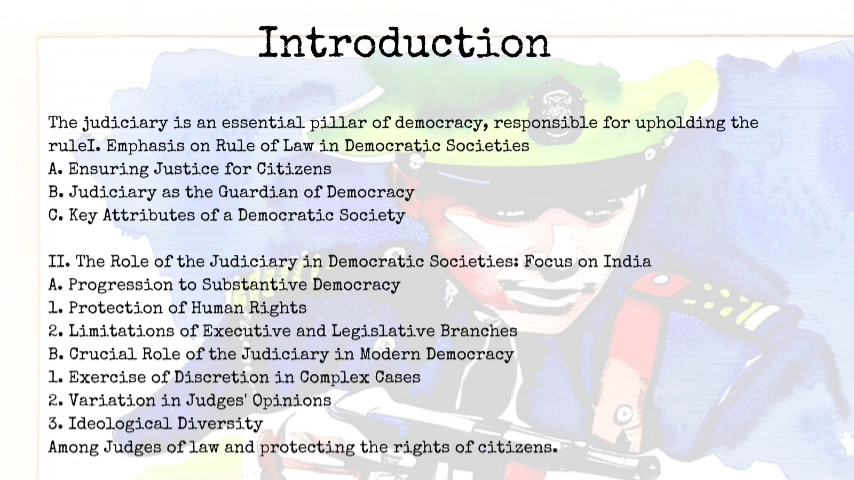 Introduction
The judiciary is an essential pillar of democracy, responsible for upholding the
ruleI. Emphasis on Rule of Law in Democratic Societies
A. Ensuring Justice for Citizens
B. Judiciary as the Guardian of Democracy
C. Key Attributes of a Democratic Society
II. The Role of the Judiciary in Democratic Societies: Focus on India
A. Progression to Substantive Democracy
1. Protection of Human Rights
2. Limitations of Executive and Legislative Branches
B. Crucial Role of the Judiciary in Modern Democracy
1. Exercise of Discretion in Complex Cases
2. Variation in Judges' Opinions
3. Ideological Diversity
Among Judges of law and protecting the rights of citizens.